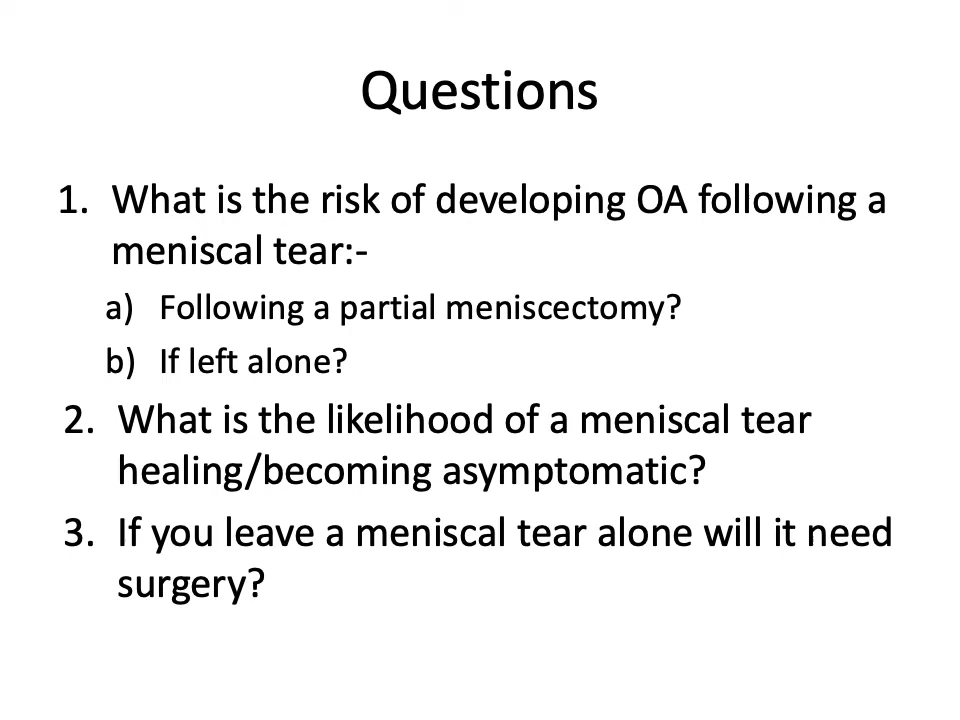 Questions
1. What is the risk of developing OA following a
meniscal tear:-
a) Following a partial meniscectomy?
b) If left alone?
2. What is the likelihood of a meniscal tear
healing/becoming asymptomatic?
3. If you leave a meniscal tear alone will it need
surgery?